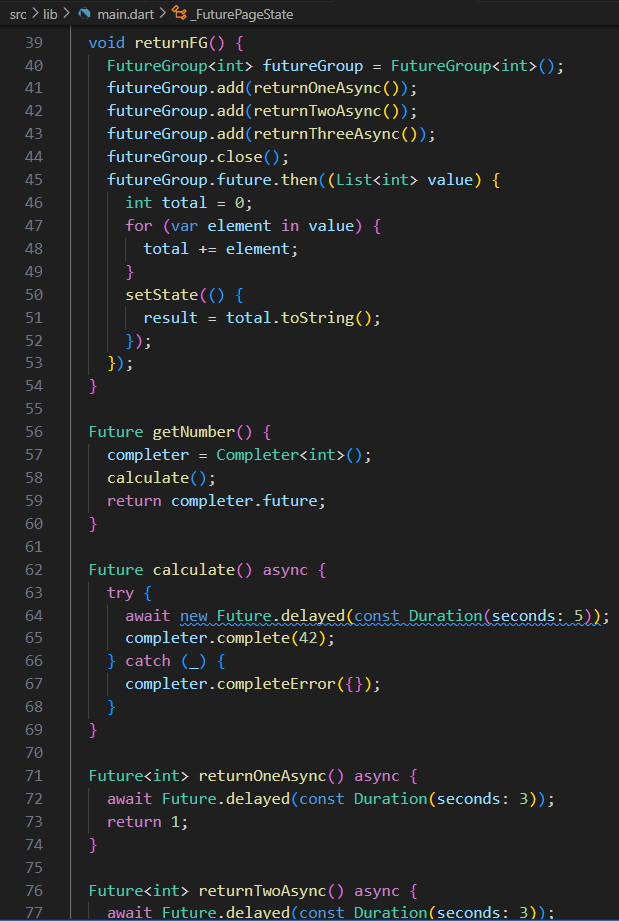 src > lib > main.dart > _FuturePageState
39 void returnFG() {
40 FutureGroup<int> futureGroup = FutureGroup<int>();
41 futureGroup.add(returnOneAsync());
42 futureGroup.add(returnTwoAsync());
43 futureGroup.add(returnThreeAsync());
44 futureGroup.close();
45 futureGroup.future.then((List<int> value) {
46 int total = 0;
47 for (var element in value) {
48 total += element;
49 }
50 setState(() {
51 result = total.toString();
52 });
53 });
54 }
55
56 Future getNumber() {
57 completer = Completer<int>();
58 calculate();
59 return completer.future;
60 }
61
62 Future calculate() async {
63 try {
64 await new Future.delayed(const Duration(seconds: 5));
65 completer.complete(42);
66 } catch (_) {
67 completer.completeError({});
68 }
69 }
70
71 Future<int> returnOneAsync() async {
72 await Future.delayed(const Duration(seconds: 3));
73 return 1;
74 }
75
76 Future<int> returnTwoAsync() async {
77 await Future.delayed(const Duration(seconds: 3));